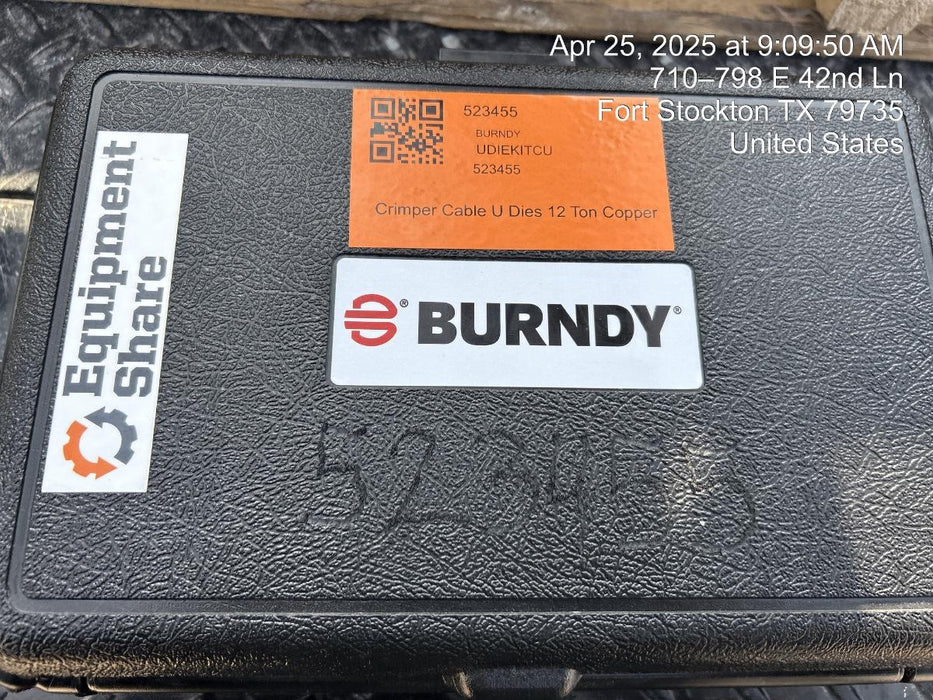 Apr 25, 2025 at 9:09:50 AM
710–798 E 42nd Ln
Fort Stockton TX 79735
United States
523455
BURNDY
UDIEKITCU
523455
Crimper Cable U Dies 12 Ton Copper
Equipment
Share
® BURNDY®